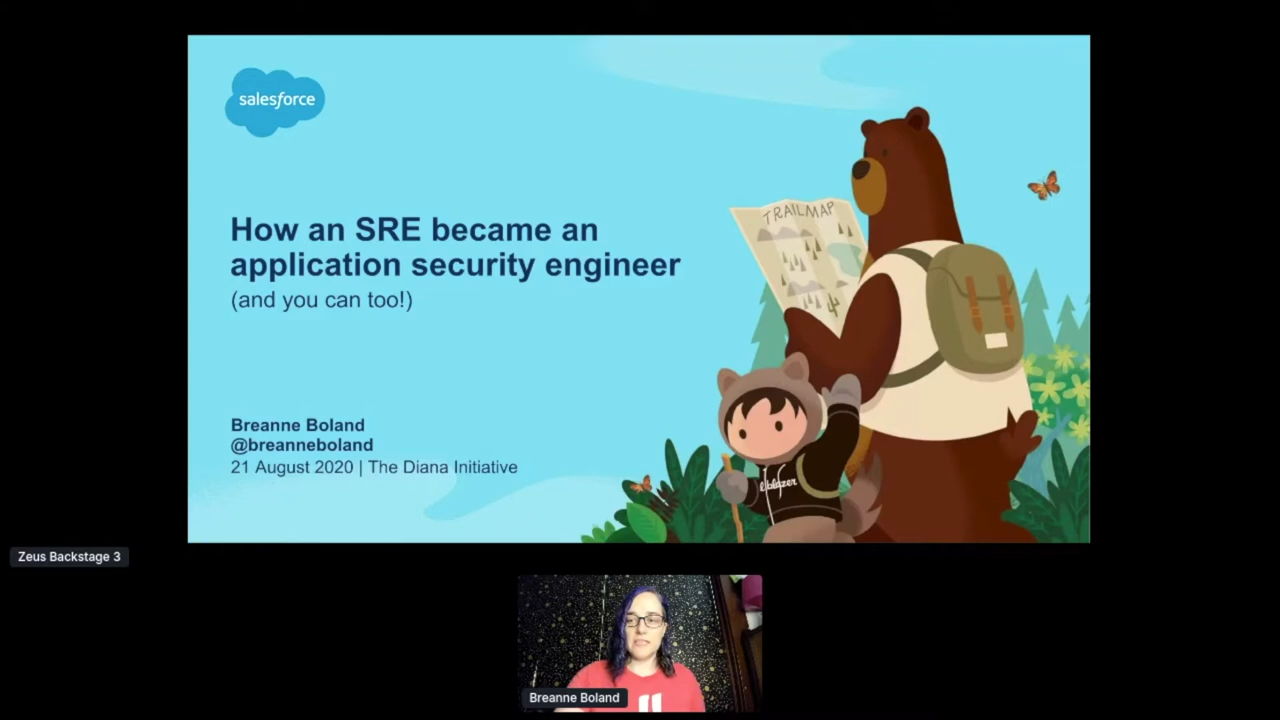 salesforce
TRAILMAP
How an SRE became an
application security engineer
(and you can too!)
Breanne Boland
@breanneboland
21 August 2020 | The Diana Initiative
Zeus Backstage 3
Breanne Boland